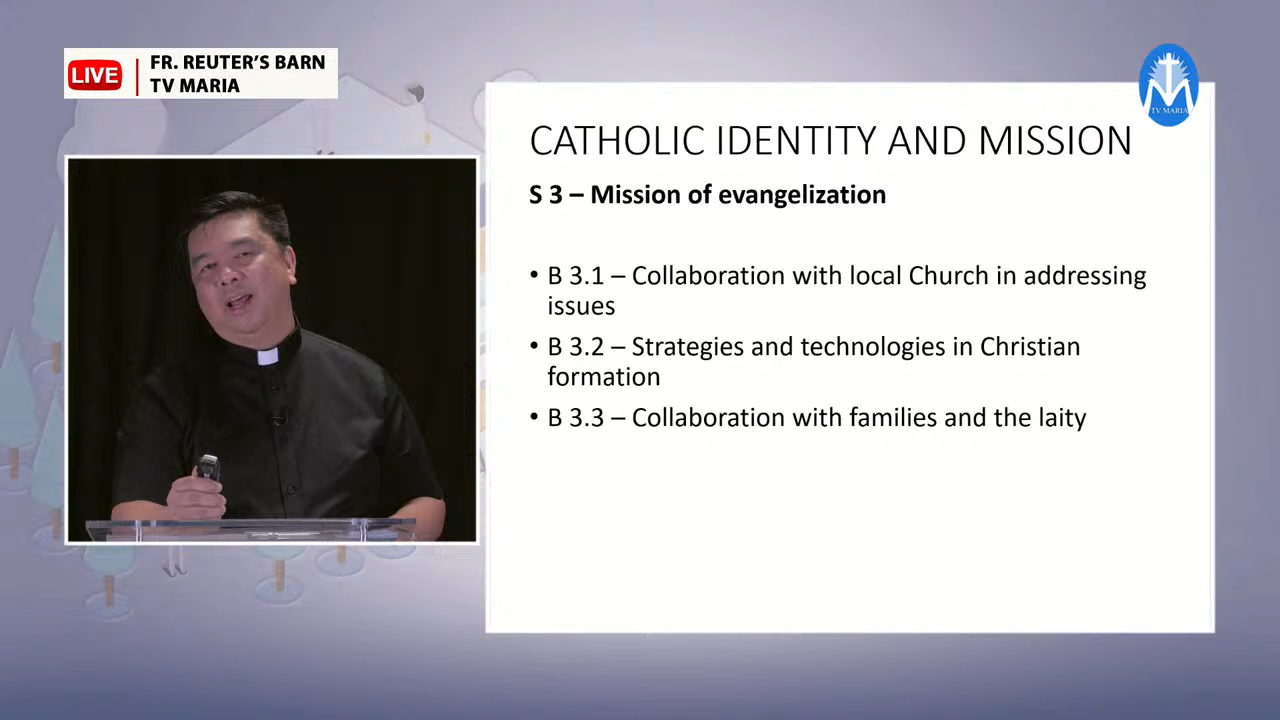 LIVE
FR. REUTER'S BARN
TV MARIA
TV MARIA
CATHOLIC IDENTITY AND MISSION
S 3 – Mission of evangelization
• B 3.1 – Collaboration with local Church in addressing
issues
• B 3.2 – Strategies and technologies in Christian
formation
• B 3.3 – Collaboration with families and the laity